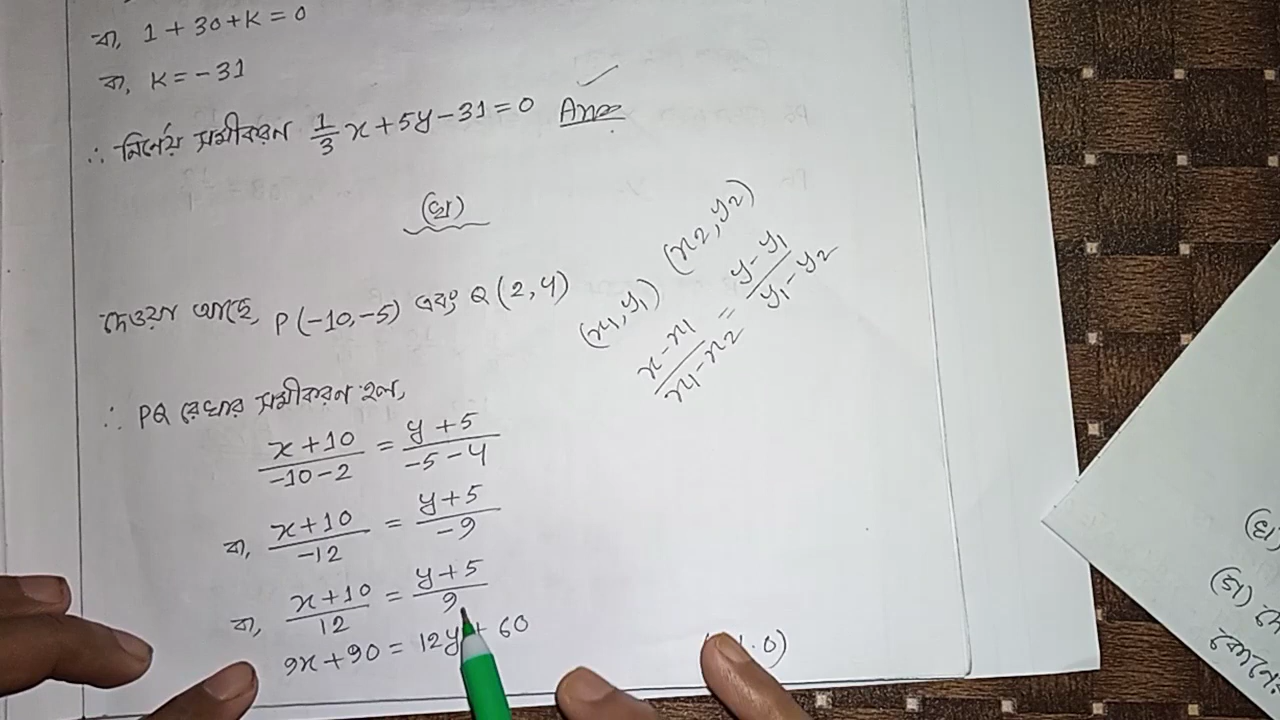 বা, 1 + 30 + K = 0
বা, K = -31
∴ নির্ণেয় সমীকরণ 1/3 x + 5y - 31 = 0 Ans
(খ)
দেওয়া আছে, P(-10, -5) এবং Q(2, 4)
(x1, y1) (x2, y2)
x - x1 / x1 - x2 = y - y1 / y1 - y2
∴ PQ রেখার সমীকরণ হল,
x + 10 / -10 - 2 = y + 5 / -5 - 4
বা, x + 10 / -12 = y + 5 / -9
বা, x + 10 / 12 = y + 5 / 9
9x + 90 = 12y + 60